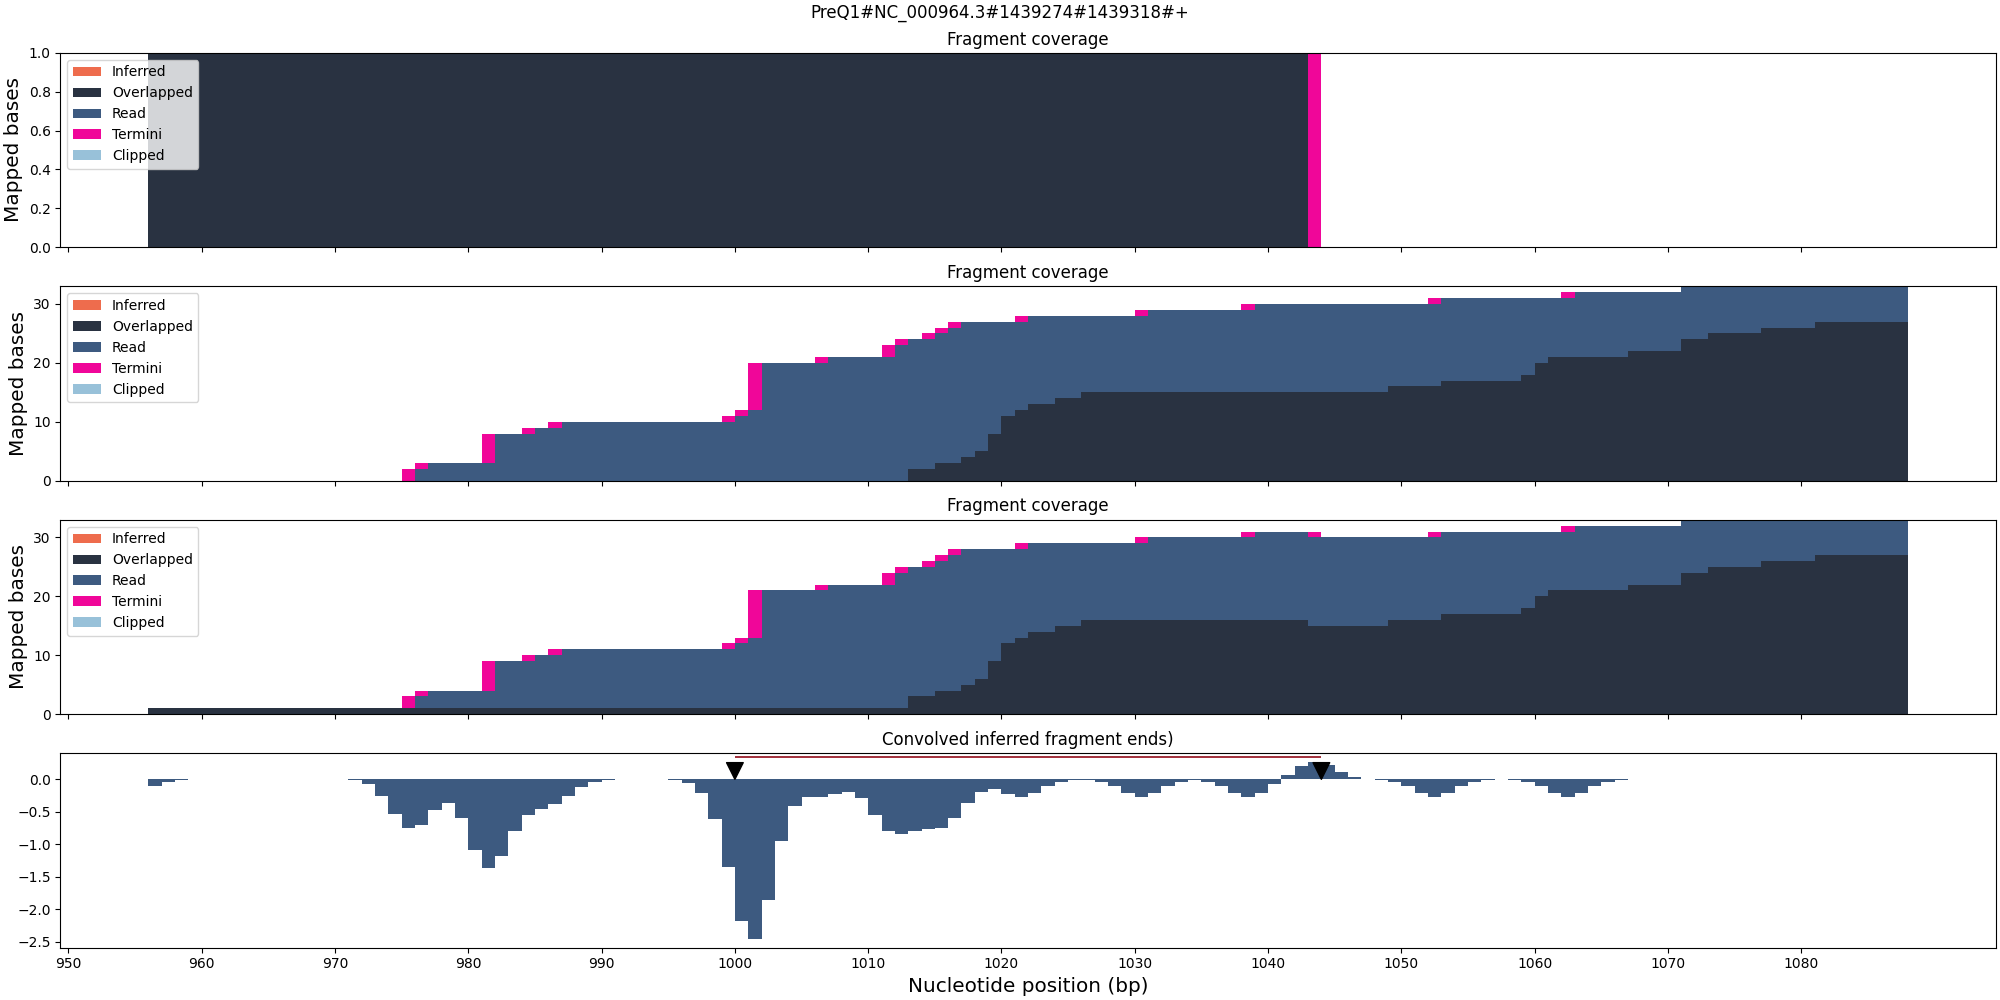 PreQ1#NC_000964.3#1439274#1439318#+
Fragment coverage
Mapped bases
1.0
0.8
0.6
0.4
0.2
0.0
Inferred
Overlapped
Read
Termini
Clipped
Fragment coverage
Mapped bases
30
20
10
0
Inferred
Overlapped
Read
Termini
Clipped
Fragment coverage
Mapped bases
30
20
10
0
Inferred
Overlapped
Read
Termini
Clipped
Convolved inferred fragment ends)
0.0
−0.5
−1.0
−1.5
−2.0
−2.5
950 960 970 980 990 1000 1010 1020 1030 1040 1050 1060 1070 1080
Nucleotide position (bp)